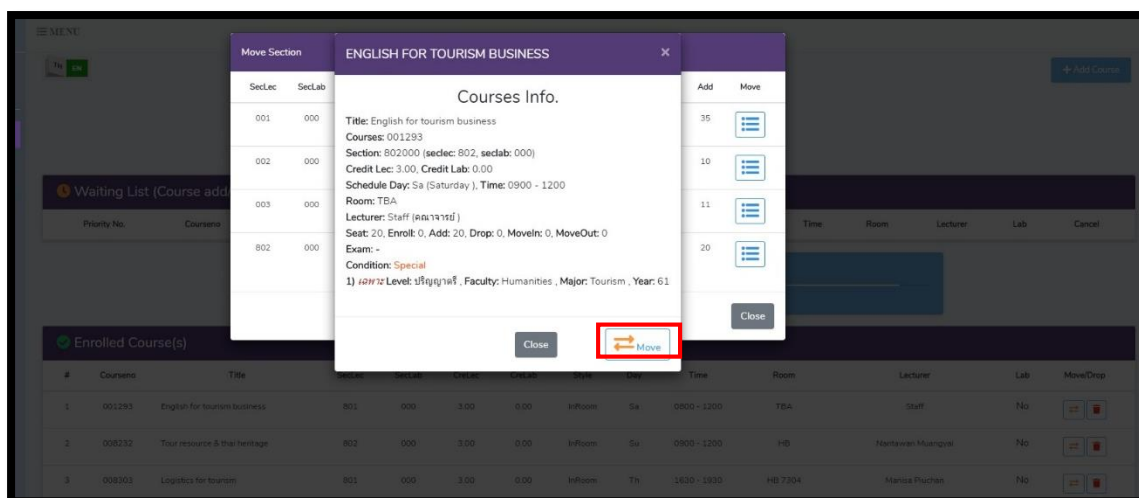 MENU
TH EN
+ Add Course
Move Section
SecLec SecLab Add Move
001 000 35
002 000 10
003 000 11
802 000 20
Close
ENGLISH FOR TOURISM BUSINESS ×
Courses Info.
Title: English for tourism business
Courses: 001293
Section: 802000 (seclec: 802, seclab: 000)
Credit Lec: 3.00, Credit Lab: 0.00
Schedule Day: Sa (Saturday ), Time: 0900 - 1200
Room: TBA
Lecturer: Staff (คณาจารย์ )
Seat: 20, Enroll: 0, Add: 20, Drop: 0, MoveIn: 0, MoveOut: 0
Exam: -
Condition: Special
1) เฉพาะ Level: ปริญญาตรี , Faculty: Humanities , Major: Tourism , Year: 61
Close Move
Waiting List (Course add/
Priority No. Courseno Time Room Lecturer Lab Cancel
Enrolled Course(s)
# Courseno Title SecLec SecLab CreLec CreLab Style Day Time Room Lecturer Lab Move/Drop
1 001293 English for tourism business 801 000 3.00 0.00 InRoom Sa 0800 - 1200 TBA Staff No
2 008232 Tour resource & thai heritage 802 000 3.00 0.00 InRoom Su 0900 - 1200 HB Nantawan Muangyai No
3 008303 Logistics for tourism 801 000 3.00 0.00 InRoom Th 1630 - 1930 HB 7304 Manisa Piuchan No